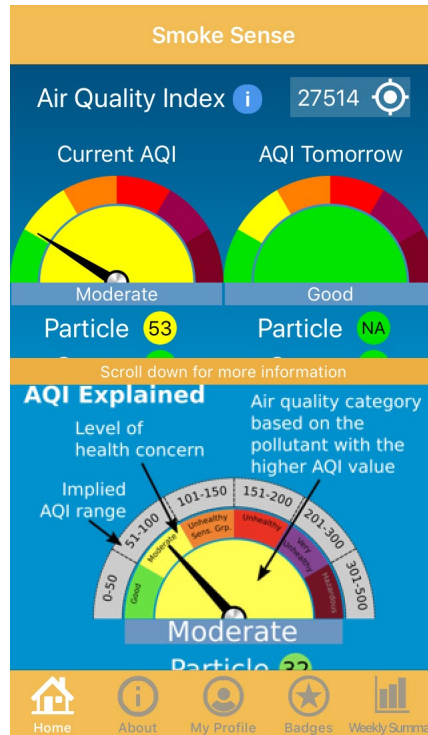 Smoke Sense
Air Quality Index i 27514
Current AQI
AQI Tomorrow
Moderate
Good
Particle 53
Particle NA
Scroll down for more information
AQI Explained
Level of
health concern
Air quality category
based on the
pollutant with the
higher AQI value
Implied
AQI range
0-50
51-100
101-150
151-200
201-300
301-500
Good
Moderate
Unhealthy
Sens. Grp.
Unhealthy
Very
Unhealthy
Hazardous
Moderate
Particle 32
Home
About
My Profile
Badges
Weekly Summa